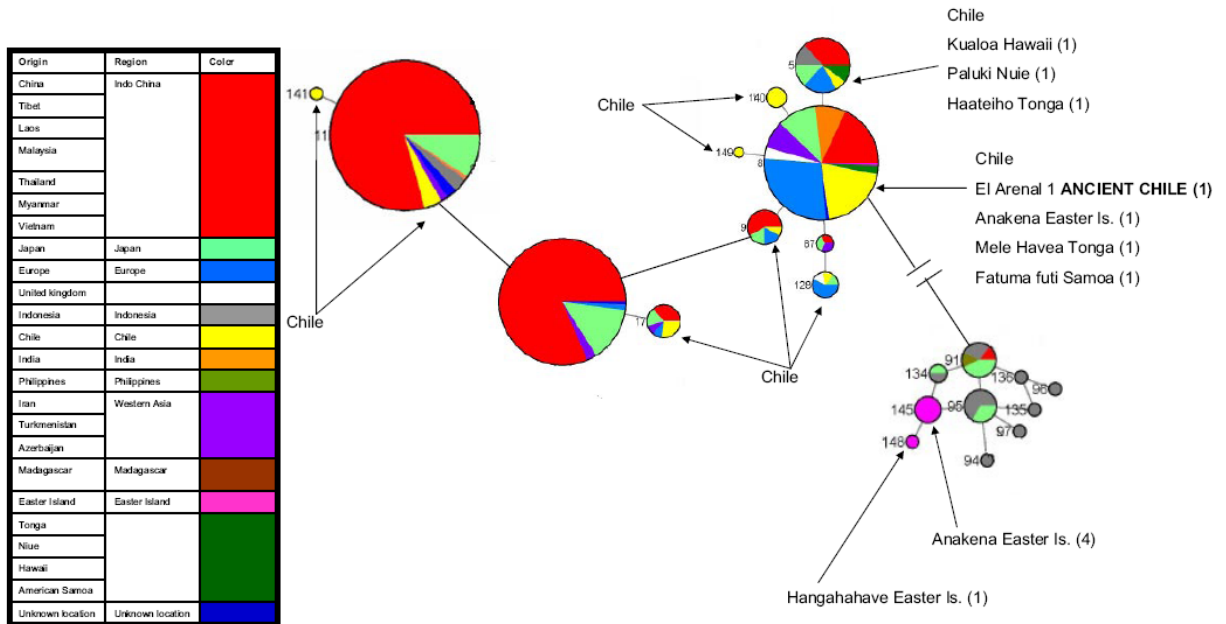 Origin Region Color
China Indo China
Tibet
Laos
Malaysia
Thailand
Myanmar
Vietnam
Japan Japan
Europe Europe
United kingdom
Indonesia Indonesia
Chile Chile
India India
Philippines Philippines
Iran Western Asia
Turkmenistan
Azerbaijan
Madagascar Madagascar
Easter Island Easter Island
Tonga
Niue
Hawaii
American Samoa
Unknown location Unknown location
141
11
Chile
Chile
140
149
5
8
9
87
128
17
Chile
Chile
Kualoa Hawaii (1)
Paluki Nuie (1)
Haateiho Tonga (1)
Chile
El Arenal 1 ANCIENT CHILE (1)
Anakena Easter Is. (1)
Mele Havea Tonga (1)
Fatuma futi Samoa (1)
91
134
136
96
145
95
135
97
148
94
Anakena Easter Is. (4)
Hangahahave Easter Is. (1)